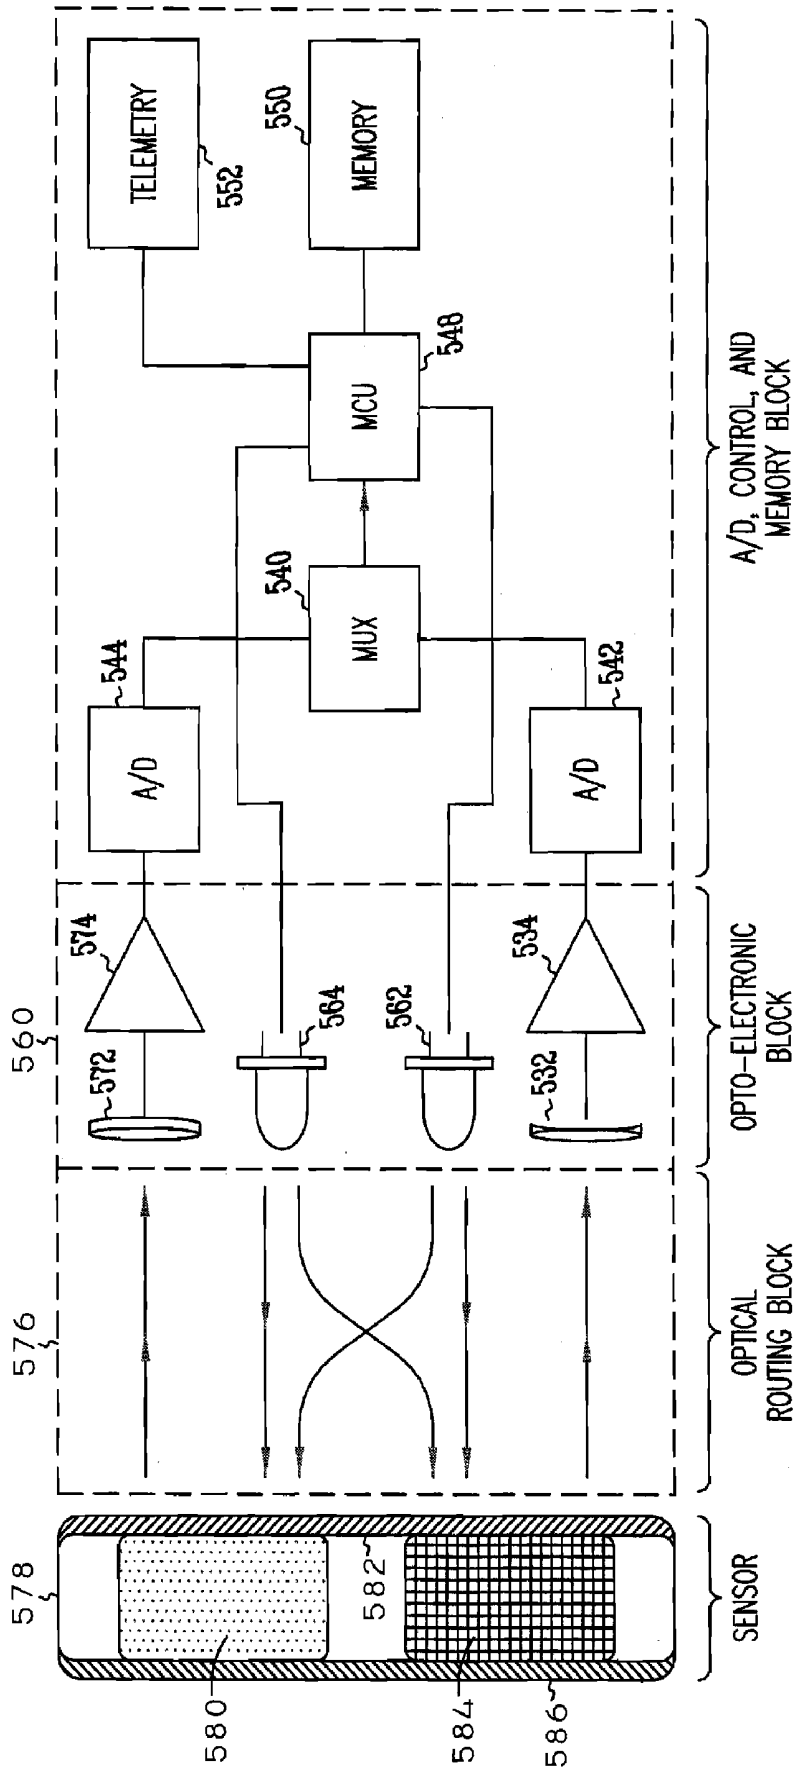 TELEMETRY
552
550
MEMORY
MCU
548
MUX
540
544
A/D
A/D
542
574
572
564
562
534
532
560
576
578
580
582
584
586
A/D, CONTROL, AND
MEMORY BLOCK
OPTO-ELECTRONIC
BLOCK
OPTICAL
ROUTING BLOCK
SENSOR